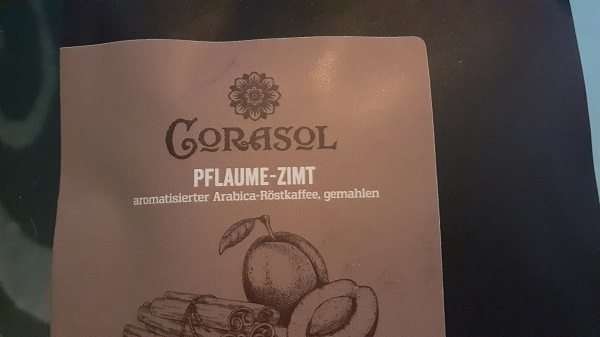 CORASOL
PFLAUME-ZIMT
aromatisierter Arabica-Röstkaffee, gemahlen